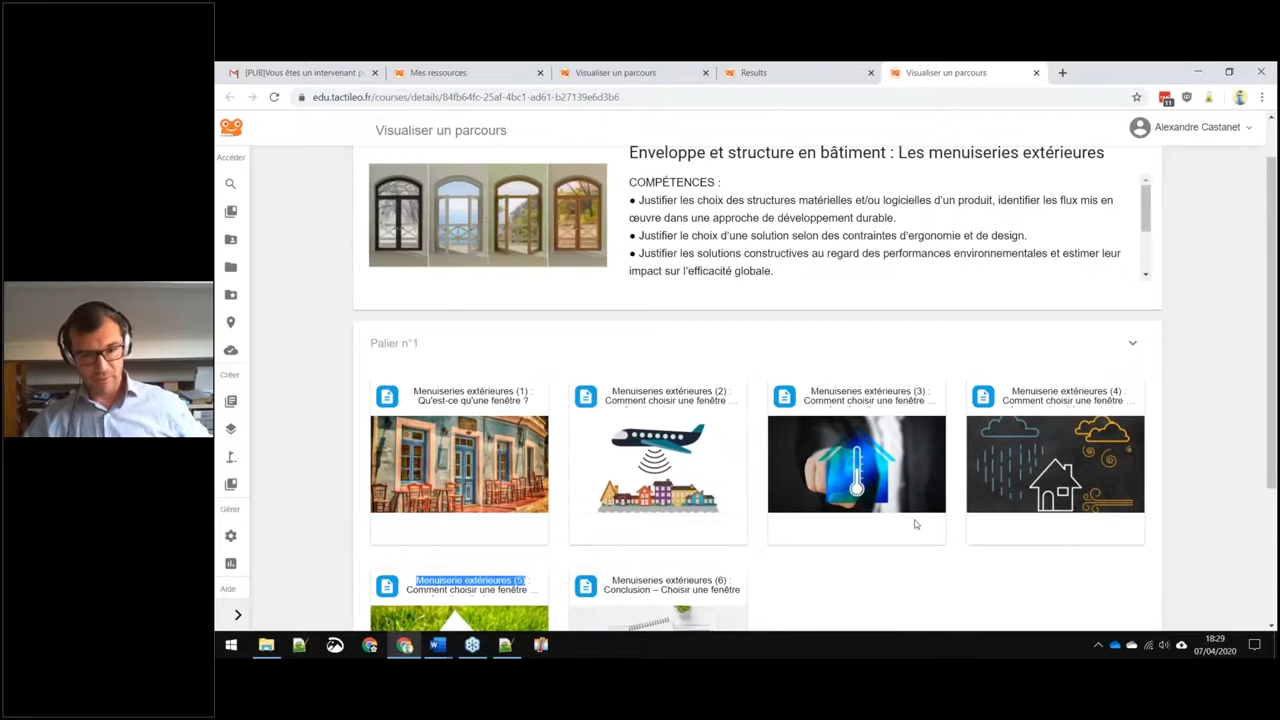 [PUB]Vous êtes un intervenant p
Mes ressources
Visualiser un parcours
Results
Visualiser un parcours
edu.tactileo.fr/courses/details/84fb64fc-25af-4bc1-ad61-b27139e6d3b6
11
Visualiser un parcours
Alexandre Castanet
Accéder
Créer
Gérer
Aide
Enveloppe et structure en bâtiment : Les menuiseries extérieures
COMPÉTENCES :
● Justifier les choix des structures matérielles et/ou logicielles d'un produit, identifier les flux mis en
œuvre dans une approche de développement durable.
● Justifier le choix d'une solution selon des contraintes d'ergonomie et de design.
● Justifier les solutions constructives au regard des performances environnementales et estimer leur
impact sur l'efficacité globale.
Palier n°1
Menuiseries extérieures (1) :
Qu'est-ce qu'une fenêtre ?
Menuiseries extérieures (2) :
Comment choisir une fenêtre ...
Menuiseries extérieures (3) :
Comment choisir une fenêtre ...
Menuiseries extérieures (4) :
Comment choisir une fenêtre ...
Menuiserie extérieures (5) :
Comment choisir une fenêtre ...
Menuiseries extérieures (6) :
Conclusion – Choisir une fenêtre
18:29
07/04/2020